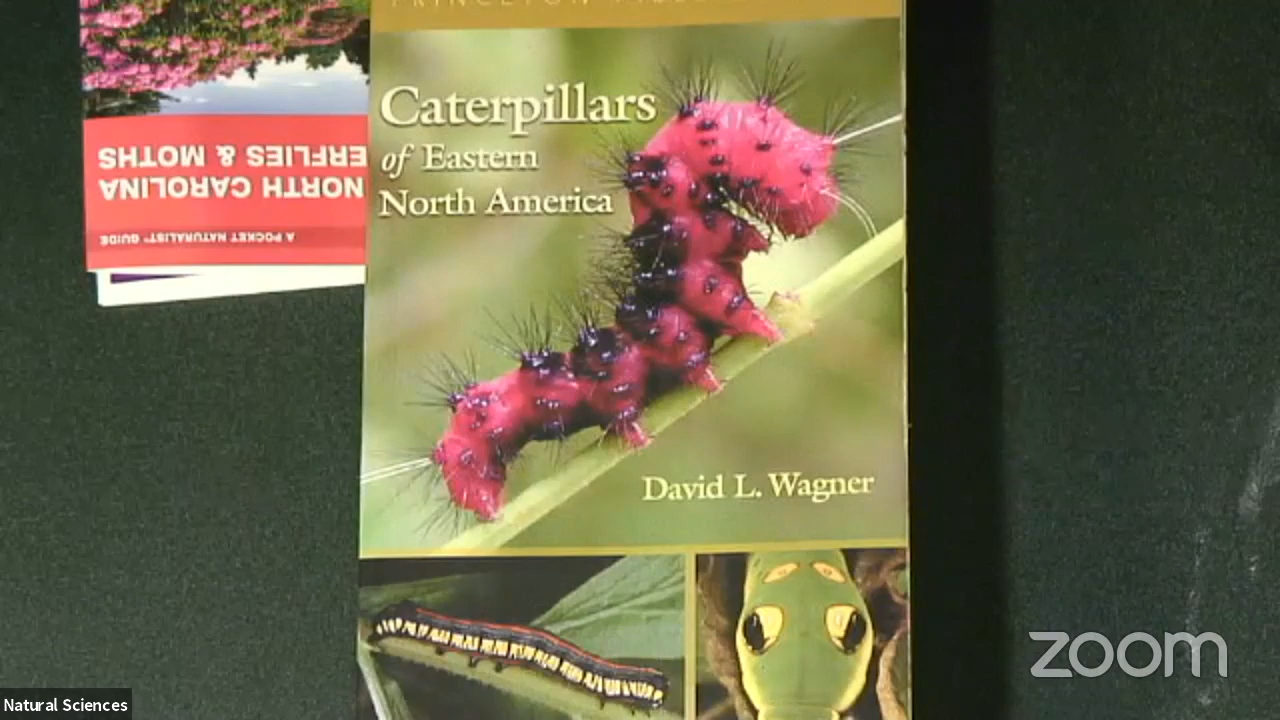 Caterpillars
of Eastern
North America
David L. Wagner
A POCKET NATURALIST® GUIDE
NORTH CAROLINA
ERFLIES & MOTHS
zoom
Natural Sciences